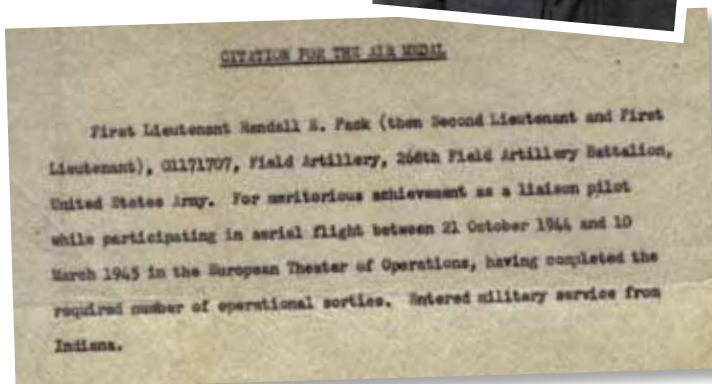 CITATION FOR THE AIR MEDAL
First Lieutenant Randall R. Pask (then Second Lieutenant and First
Lieutenant), O1171707, Field Artillery, 268th Field Artillery Battalion,
United States Army. For meritorious achievement as a liaison pilot
while participating in aerial flight between 21 October 1944 and 10
March 1945 in the European Theater of Operations, having completed the
required number of operational sorties. Entered military service from
Indiana.